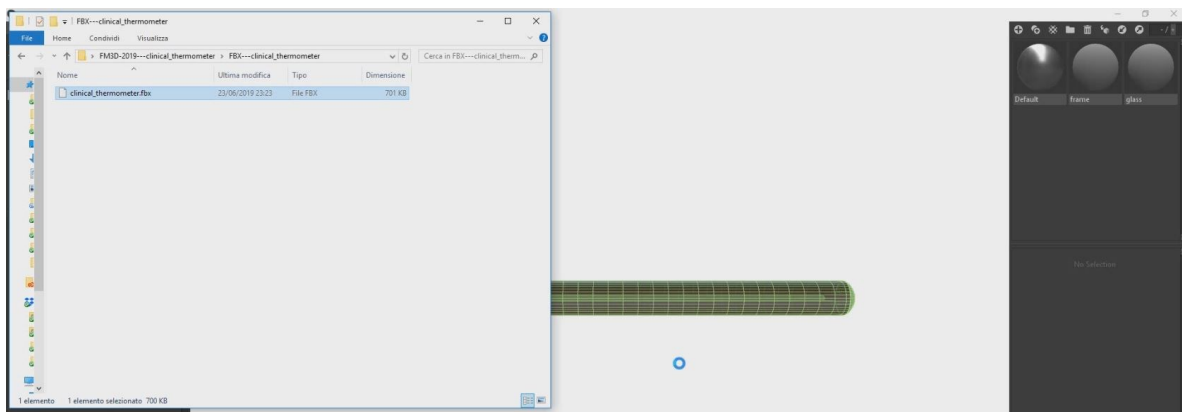 FBX---clinical_thermometer
File Home Condividi Visualizza
FM3D-2019---clinical_thermometer > FBX---clinical_thermometer
Cerca in FBX---clinical_therm...
Nome Ultima modifica Tipo Dimensione
clinical_thermometer.fbx 23/06/2019 23:23 File FBX 701 KB
1 elemento 1 elemento selezionato 700 KB
Default frame glass
No Selection